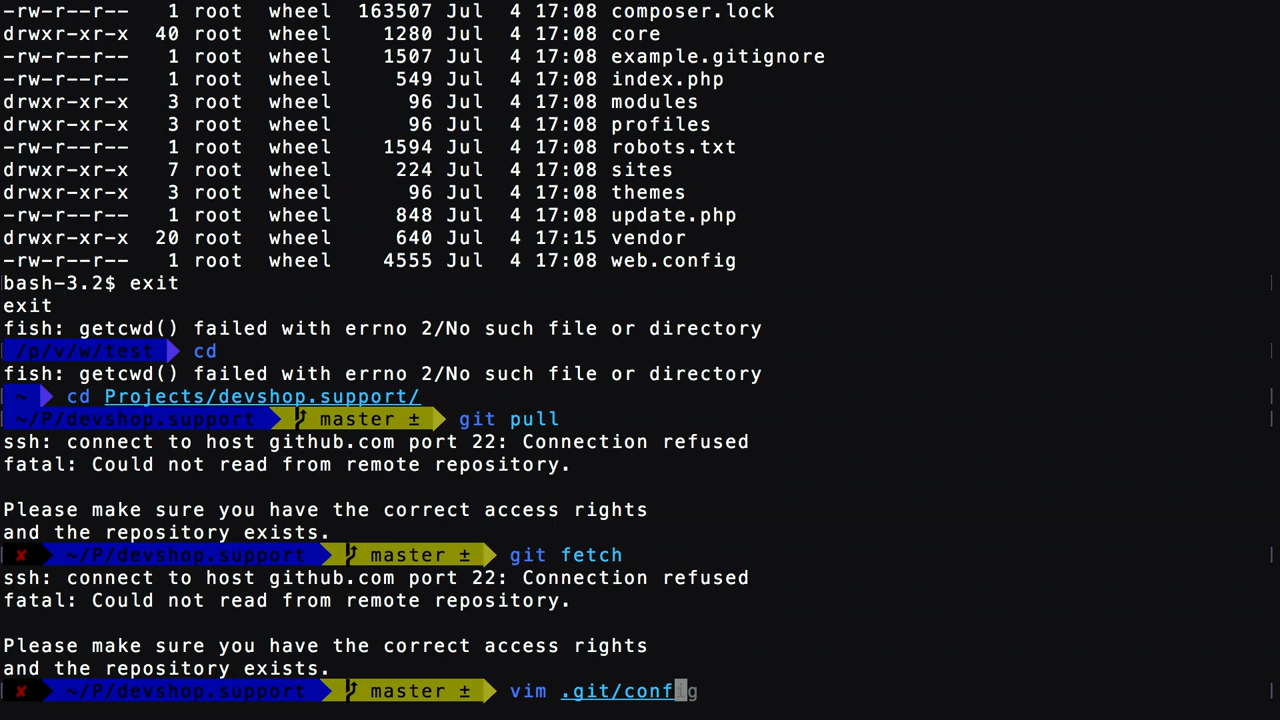 -rw-r--r--   1 root  wheel  163507 Jul  4 17:08 composer.lock
drwxr-xr-x  40 root  wheel    1280 Jul  4 17:08 core
-rw-r--r--   1 root  wheel    1507 Jul  4 17:08 example.gitignore
-rw-r--r--   1 root  wheel     549 Jul  4 17:08 index.php
drwxr-xr-x   3 root  wheel      96 Jul  4 17:08 modules
drwxr-xr-x   3 root  wheel      96 Jul  4 17:08 profiles
-rw-r--r--   1 root  wheel    1594 Jul  4 17:08 robots.txt
drwxr-xr-x   7 root  wheel     224 Jul  4 17:08 sites
drwxr-xr-x   3 root  wheel      96 Jul  4 17:08 themes
-rw-r--r--   1 root  wheel     848 Jul  4 17:08 update.php
drwxr-xr-x  20 root  wheel     640 Jul  4 17:15 vendor
-rw-r--r--   1 root  wheel    4555 Jul  4 17:08 web.config
bash-3.2$ exit
exit
fish: getcwd() failed with errno 2/No such file or directory
/p/v/w/test cd
fish: getcwd() failed with errno 2/No such file or directory
~ cd Projects/devshop.support/
~/P/devshop.support master ± git pull
ssh: connect to host github.com port 22: Connection refused
fatal: Could not read from remote repository.
Please make sure you have the correct access rights
and the repository exists.
✘ ~/P/devshop.support master ± git fetch
ssh: connect to host github.com port 22: Connection refused
fatal: Could not read from remote repository.
Please make sure you have the correct access rights
and the repository exists.
✘ ~/P/devshop.support master ± vim .git/config